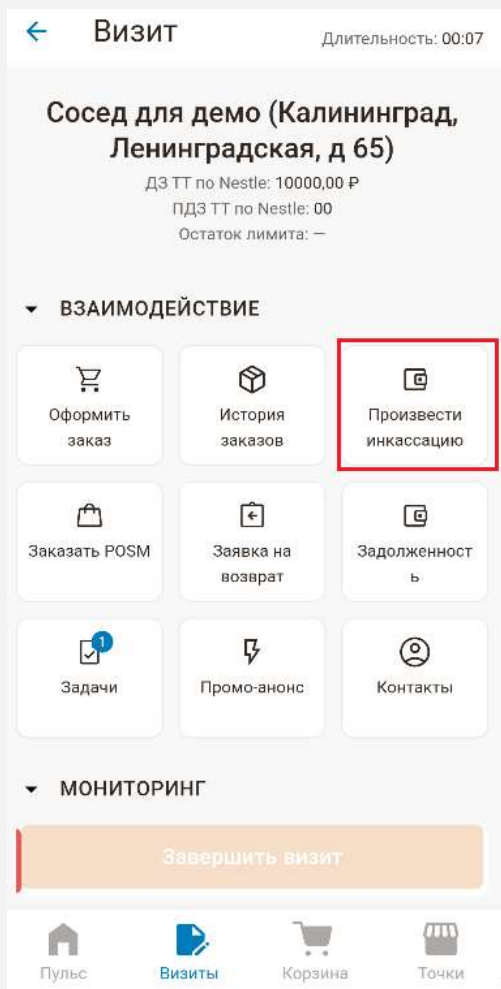 Визит
Длительность: 00:07
Сосед для демо (Калининград,
Ленинградская, д 65)
ДЗ ТТ по Nestle: 10000,00 ₽
ПДЗ ТТ по Nestle: 00
Остаток лимита: —
ВЗАИМОДЕЙСТВИЕ
Оформить
заказ
История
заказов
Произвести
инкассацию
Заказать POSM
Заявка на
возврат
Задолженност
ь
1
Задачи
Промо-анонс
Контакты
МОНИТОРИНГ
Завершить визит
Пульс
Визиты
Корзина
Точки